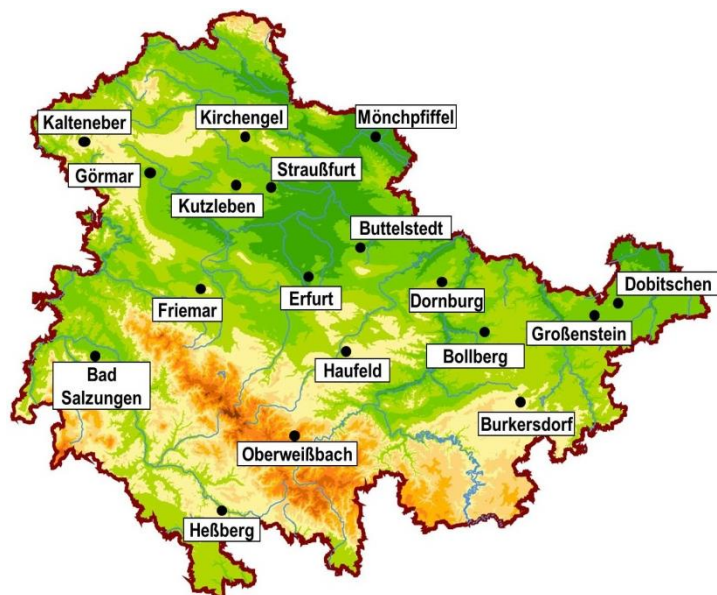 Kirchengel
Mönchpfiffel
Kalteneber
Straußfurt
Görmar
Kutzleben
Buttelstedt
Dobitschen
Friemar
Erfurt
Dornburg
Großenstein
Bollberg
Haufeld
Bad
Salzungen
Burkersdorf
Oberweißbach
Heßberg